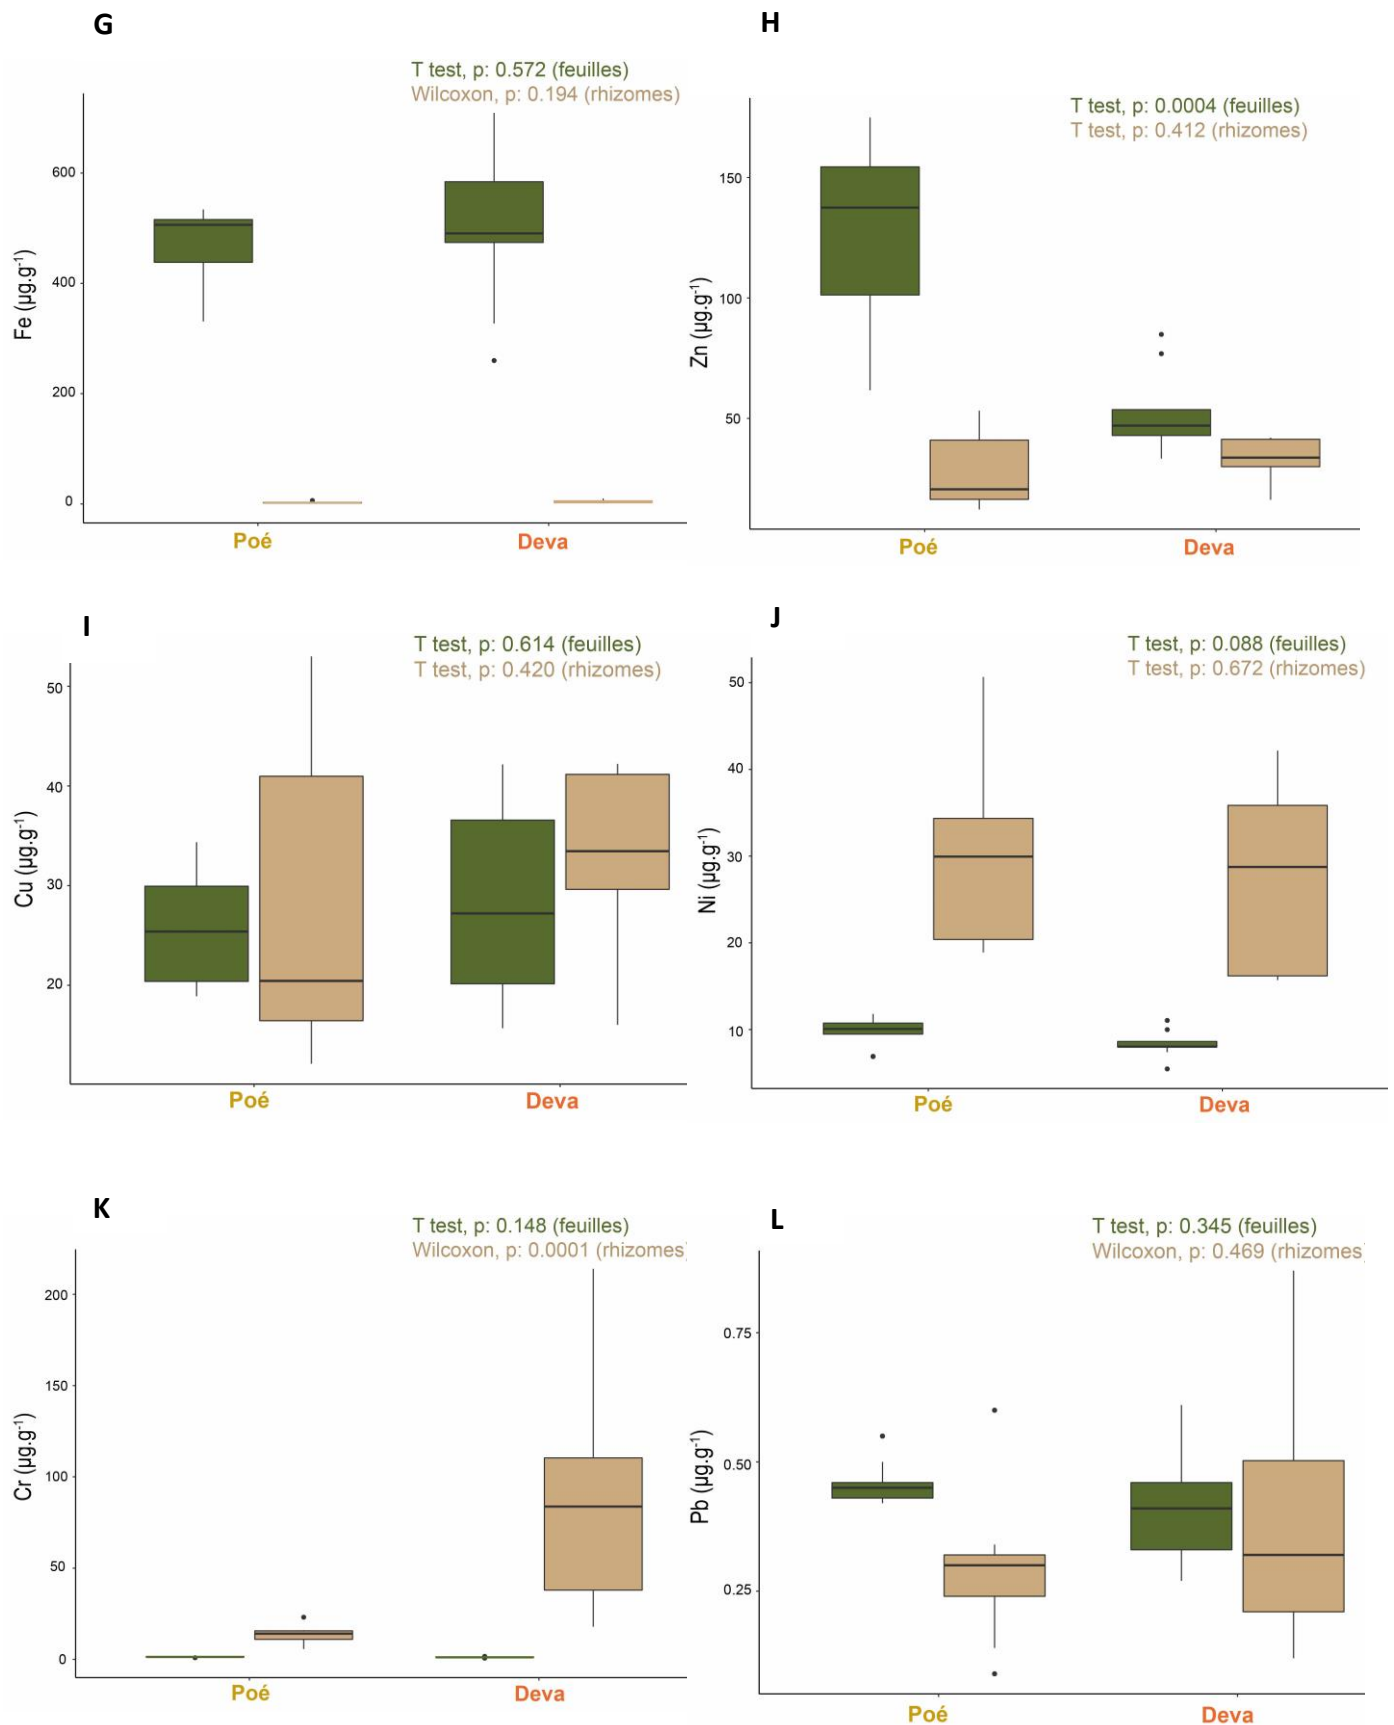 G
T test, p: 0.572 (feuilles)
Wilcoxon, p: 0.194 (rhizomes)
Fe (µg.g⁻¹)
600
400
200
0
Poé Deva
H
T test, p: 0.0004 (feuilles)
T test, p: 0.412 (rhizomes)
Zn (µg.g⁻¹)
150
100
50
Poé Deva
I
T test, p: 0.614 (feuilles)
T test, p: 0.420 (rhizomes)
Cu (µg.g⁻¹)
50
40
30
20
Poé Deva
J
T test, p: 0.088 (feuilles)
T test, p: 0.672 (rhizomes)
Ni (µg.g⁻¹)
50
40
30
20
10
Poé Deva
K
T test, p: 0.148 (feuilles)
Wilcoxon, p: 0.0001 (rhizomes)
Cr (µg.g⁻¹)
200
150
100
50
0
Poé Deva
L
T test, p: 0.345 (feuilles)
Wilcoxon, p: 0.469 (rhizomes)
Pb (µg.g⁻¹)
0.75
0.50
0.25
Poé Deva